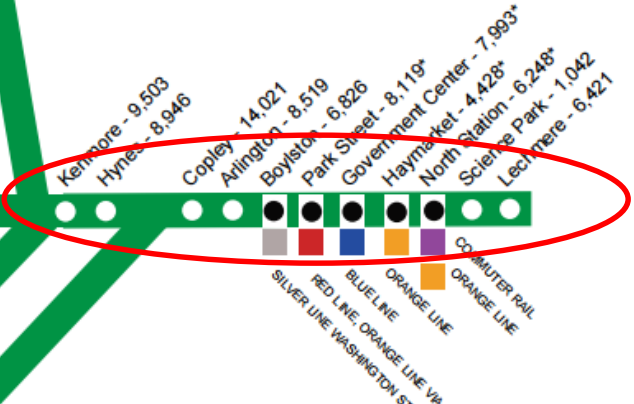 Kenmore - 9,503
Hynes - 8,946
Copley - 14,021
Arlington - 8,519
Boylston - 6,826
Park Street - 8,119*
Government Center - 7,993*
Haymarket - 4,428*
North Station - 6,248*
Science Park - 1,042
Lechmere - 6,421
SILVER LINE WASHINGTON
RED LINE, ORANGE LINE VIA
BLUE LINE
ORANGE LINE
COMMUTER RAIL
ORANGE LINE